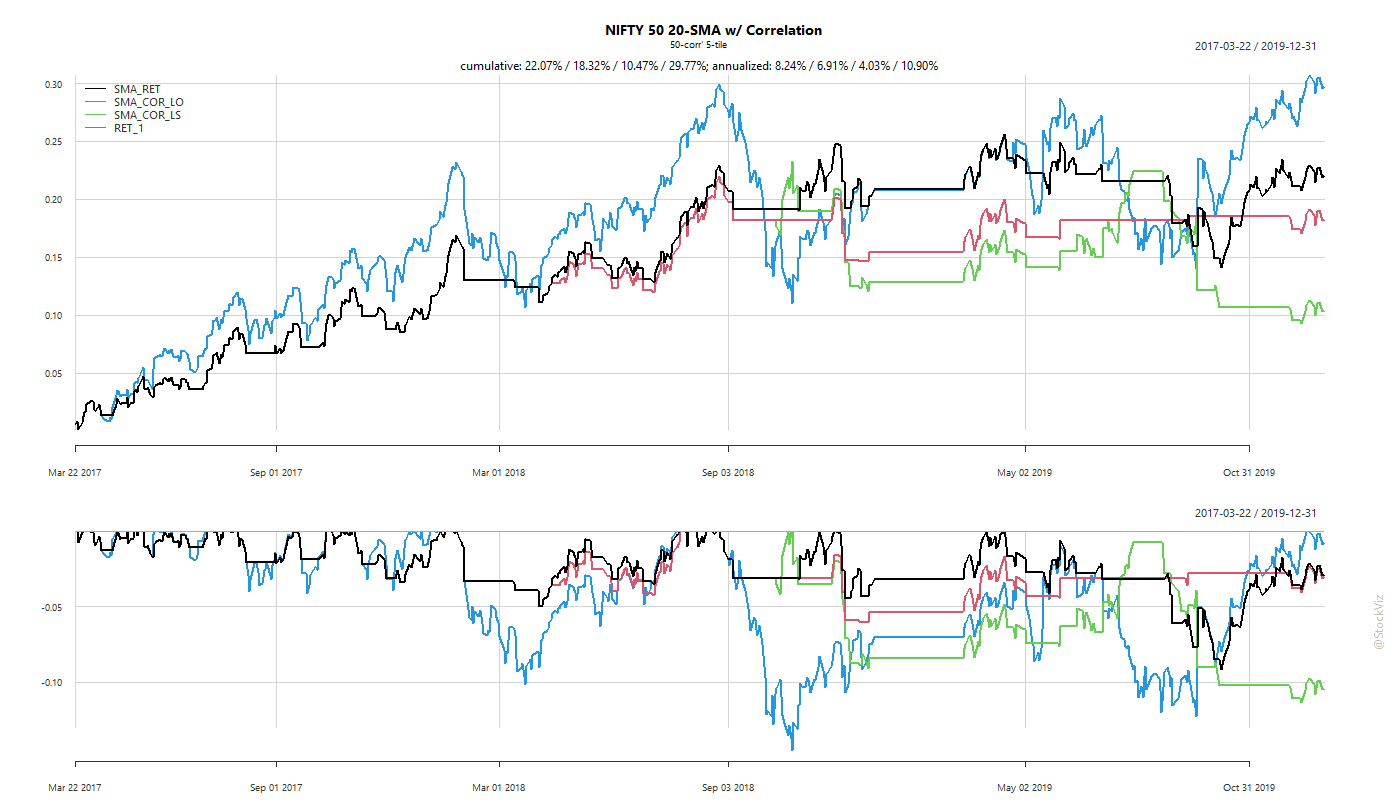 NIFTY 50 20-SMA w/ Correlation
50-corr' 5-tile
2017-03-22 / 2019-12-31
cumulative: 22.07% / 18.32% / 10.47% / 29.77%; annualized: 8.24% / 6.91% / 4.03% / 10.90%
SMA_RET
SMA_COR_LO
SMA_COR_LS
RET_1
0.30
0.25
0.20
0.15
0.10
0.05
Mar 22 2017
Sep 01 2017
Mar 01 2018
Sep 03 2018
May 02 2019
Oct 31 2019
2017-03-22 / 2019-12-31
-0.05
-0.10
Mar 22 2017
Sep 01 2017
Mar 01 2018
Sep 03 2018
May 02 2019
Oct 31 2019
@StockViz